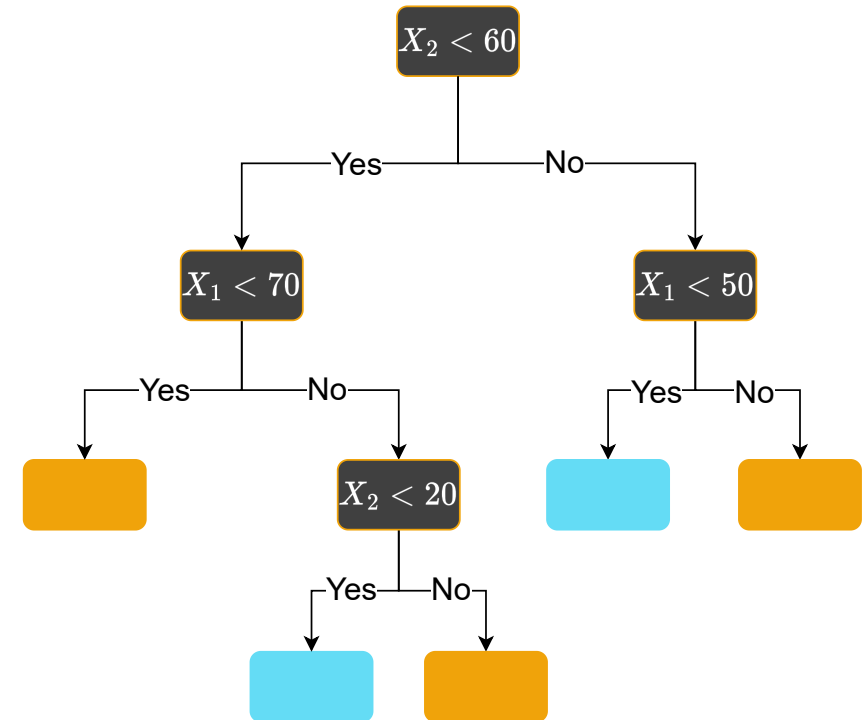 X₂ < 60
Yes
No
X₁ < 70
X₁ < 50
Yes
No
Yes
No
X₂ < 20
Yes
No